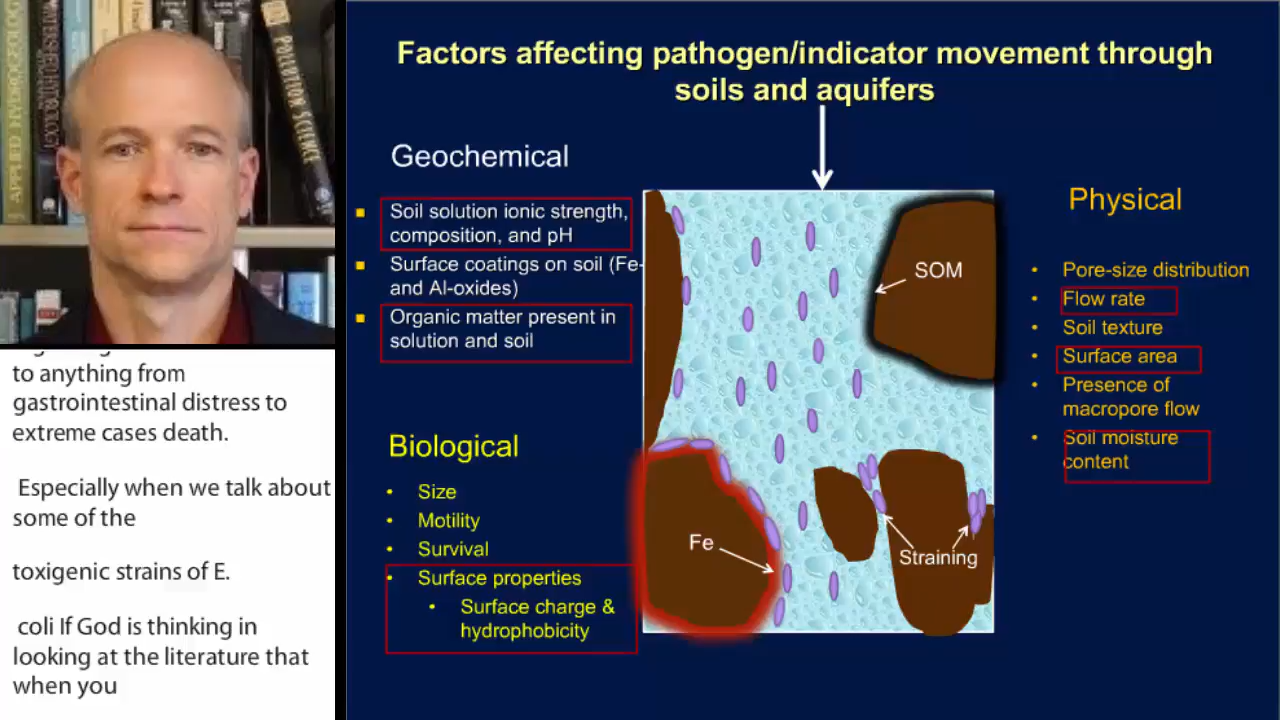 APPLIED HYDROGEOLOGY
POLLUTION SCIENCE
to anything from
gastrointestinal distress to
extreme cases death.
Especially when we talk about
some of the
toxigenic strains of E.
coli If God is thinking in
looking at the literature that
when you
Factors affecting pathogen/indicator movement through
soils and aquifers
Geochemical
Soil solution ionic strength,
composition, and pH
Surface coatings on soil (Fe-
and Al-oxides)
Organic matter present in
solution and soil
Biological
• Size
• Motility
• Survival
• Surface properties
• Surface charge &
hydrophobicity
SOM
Fe
Straining
Physical
• Pore-size distribution
• Flow rate
• Soil texture
• Surface area
• Presence of
macropore flow
• Soil moisture
content